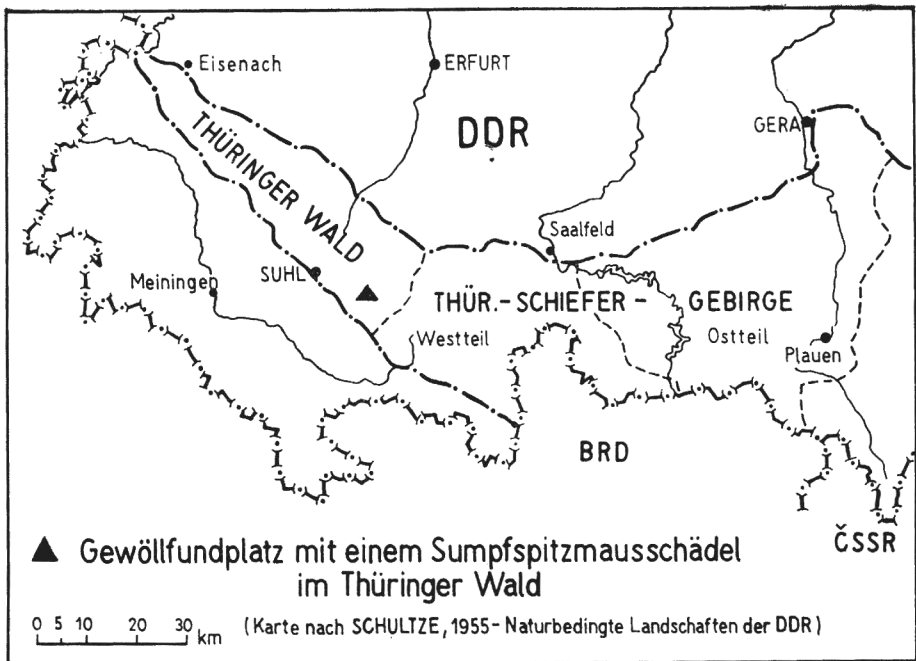 Eisenach
ERFURT
THÜRINGER WALD
DDR
GERA
Saalfeld
Meiningen
SUHL
THÜR.-SCHIEFER-GEBIRGE
Westteil
Ostteil
Plauen
BRD
ČSSR
▲ Gewöllfundplatz mit einem Sumpfspitzmausschädel
im Thüringer Wald
0 5 10 20 30 km
(Karte nach SCHULTZE, 1955- Naturbedingte Landschaften der DDR)